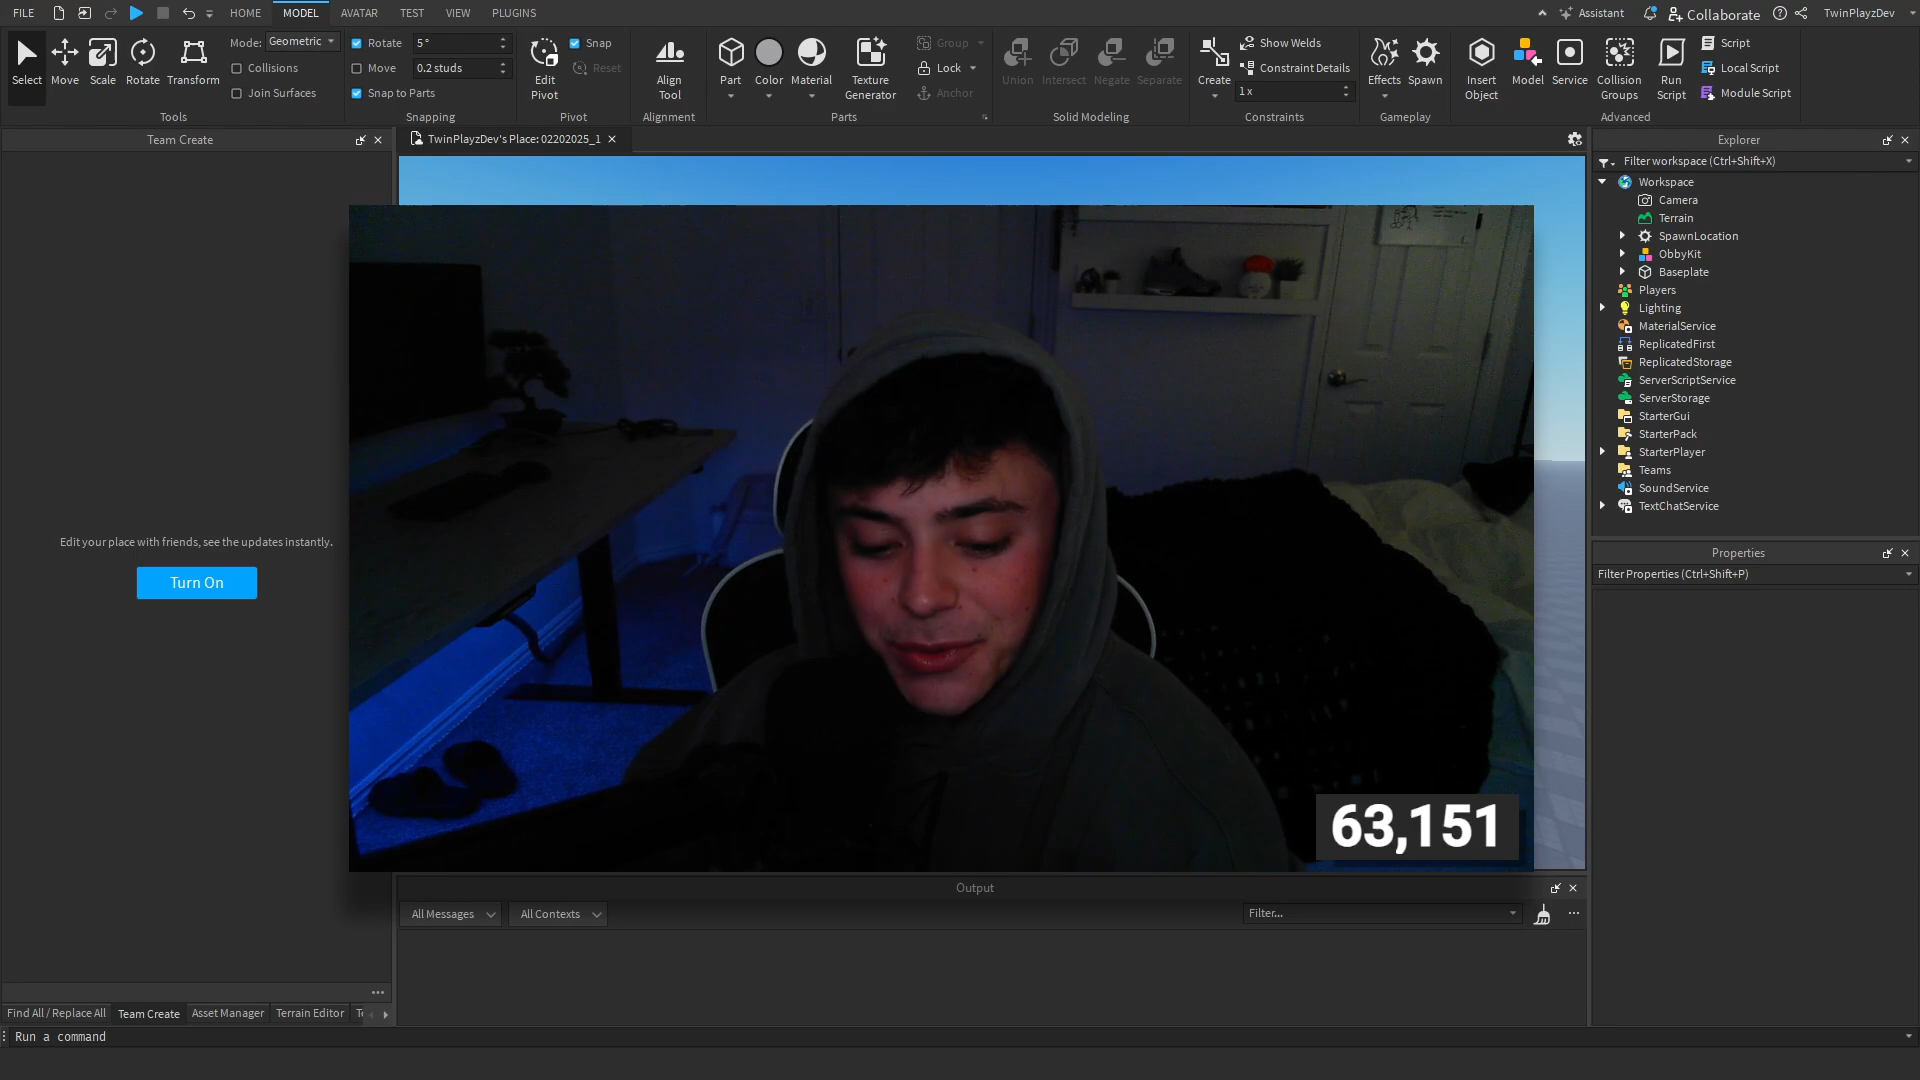 FILE HOME MODEL AVATAR TEST VIEW PLUGINS Assistant Collaborate TwinPlayzDev
Select Move Scale Rotate Transform
Mode: Geometric
Collisions
Join Surfaces
Tools
Rotate 5°
Move 0.2 studs
Snap to Parts
Snapping
Edit
Pivot
Snap
Reset
Pivot
Align
Tool
Alignment
Part Color Material Texture
Generator
Group
Lock
Anchor
Parts
Union Intersect Negate Separate
Solid Modeling
Create
Show Welds
Constraint Details
1 x
Constraints
Effects Spawn
Gameplay
Insert
Object
Model Service Collision
Groups
Run
Script
Script
Local Script
Module Script
Advanced
Team Create
Edit your place with friends, see the updates instantly.
Turn On
TwinPlayzDev's Place: 02202025_1
63,151
Explorer
Filter workspace (Ctrl+Shift+X)
Workspace
Camera
Terrain
SpawnLocation
ObbyKit
Baseplate
Players
Lighting
MaterialService
ReplicatedFirst
ReplicatedStorage
ServerScriptService
ServerStorage
StarterGui
StarterPack
StarterPlayer
Teams
SoundService
TextChatService
Properties
Filter Properties (Ctrl+Shift+P)
Output
All Messages All Contexts Filter...
Find All / Replace All Team Create Asset Manager Terrain Editor
Run a command